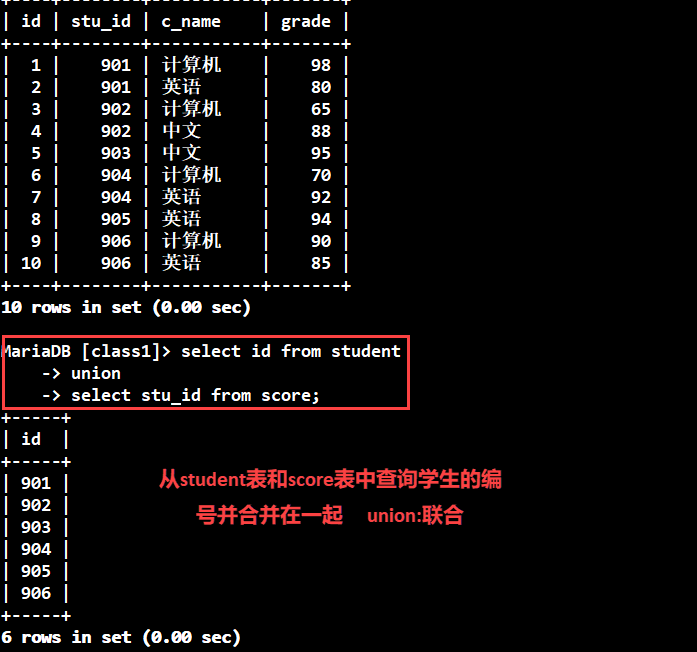 +----+--------+-----------+-------+
| id | stu_id | c_name    | grade |
+----+--------+-----------+-------+
|  1 |    901 | 计算机    |    98 |
|  2 |    901 | 英语      |    80 |
|  3 |    902 | 计算机    |    65 |
|  4 |    902 | 中文      |    88 |
|  5 |    903 | 中文      |    95 |
|  6 |    904 | 计算机    |    70 |
|  7 |    904 | 英语      |    92 |
|  8 |    905 | 英语      |    94 |
|  9 |    906 | 计算机    |    90 |
| 10 |    906 | 英语      |    85 |
+----+--------+-----------+-------+
10 rows in set (0.00 sec)
MariaDB [class1]> select id from student
    -> union
    -> select stu_id from score;
+-----+
| id  |
+-----+
| 901 |
| 902 |
| 903 |
| 904 |
| 905 |
| 906 |
+-----+
从student表和score表中查询学生的编
号并合并在一起 union:联合
6 rows in set (0.00 sec)